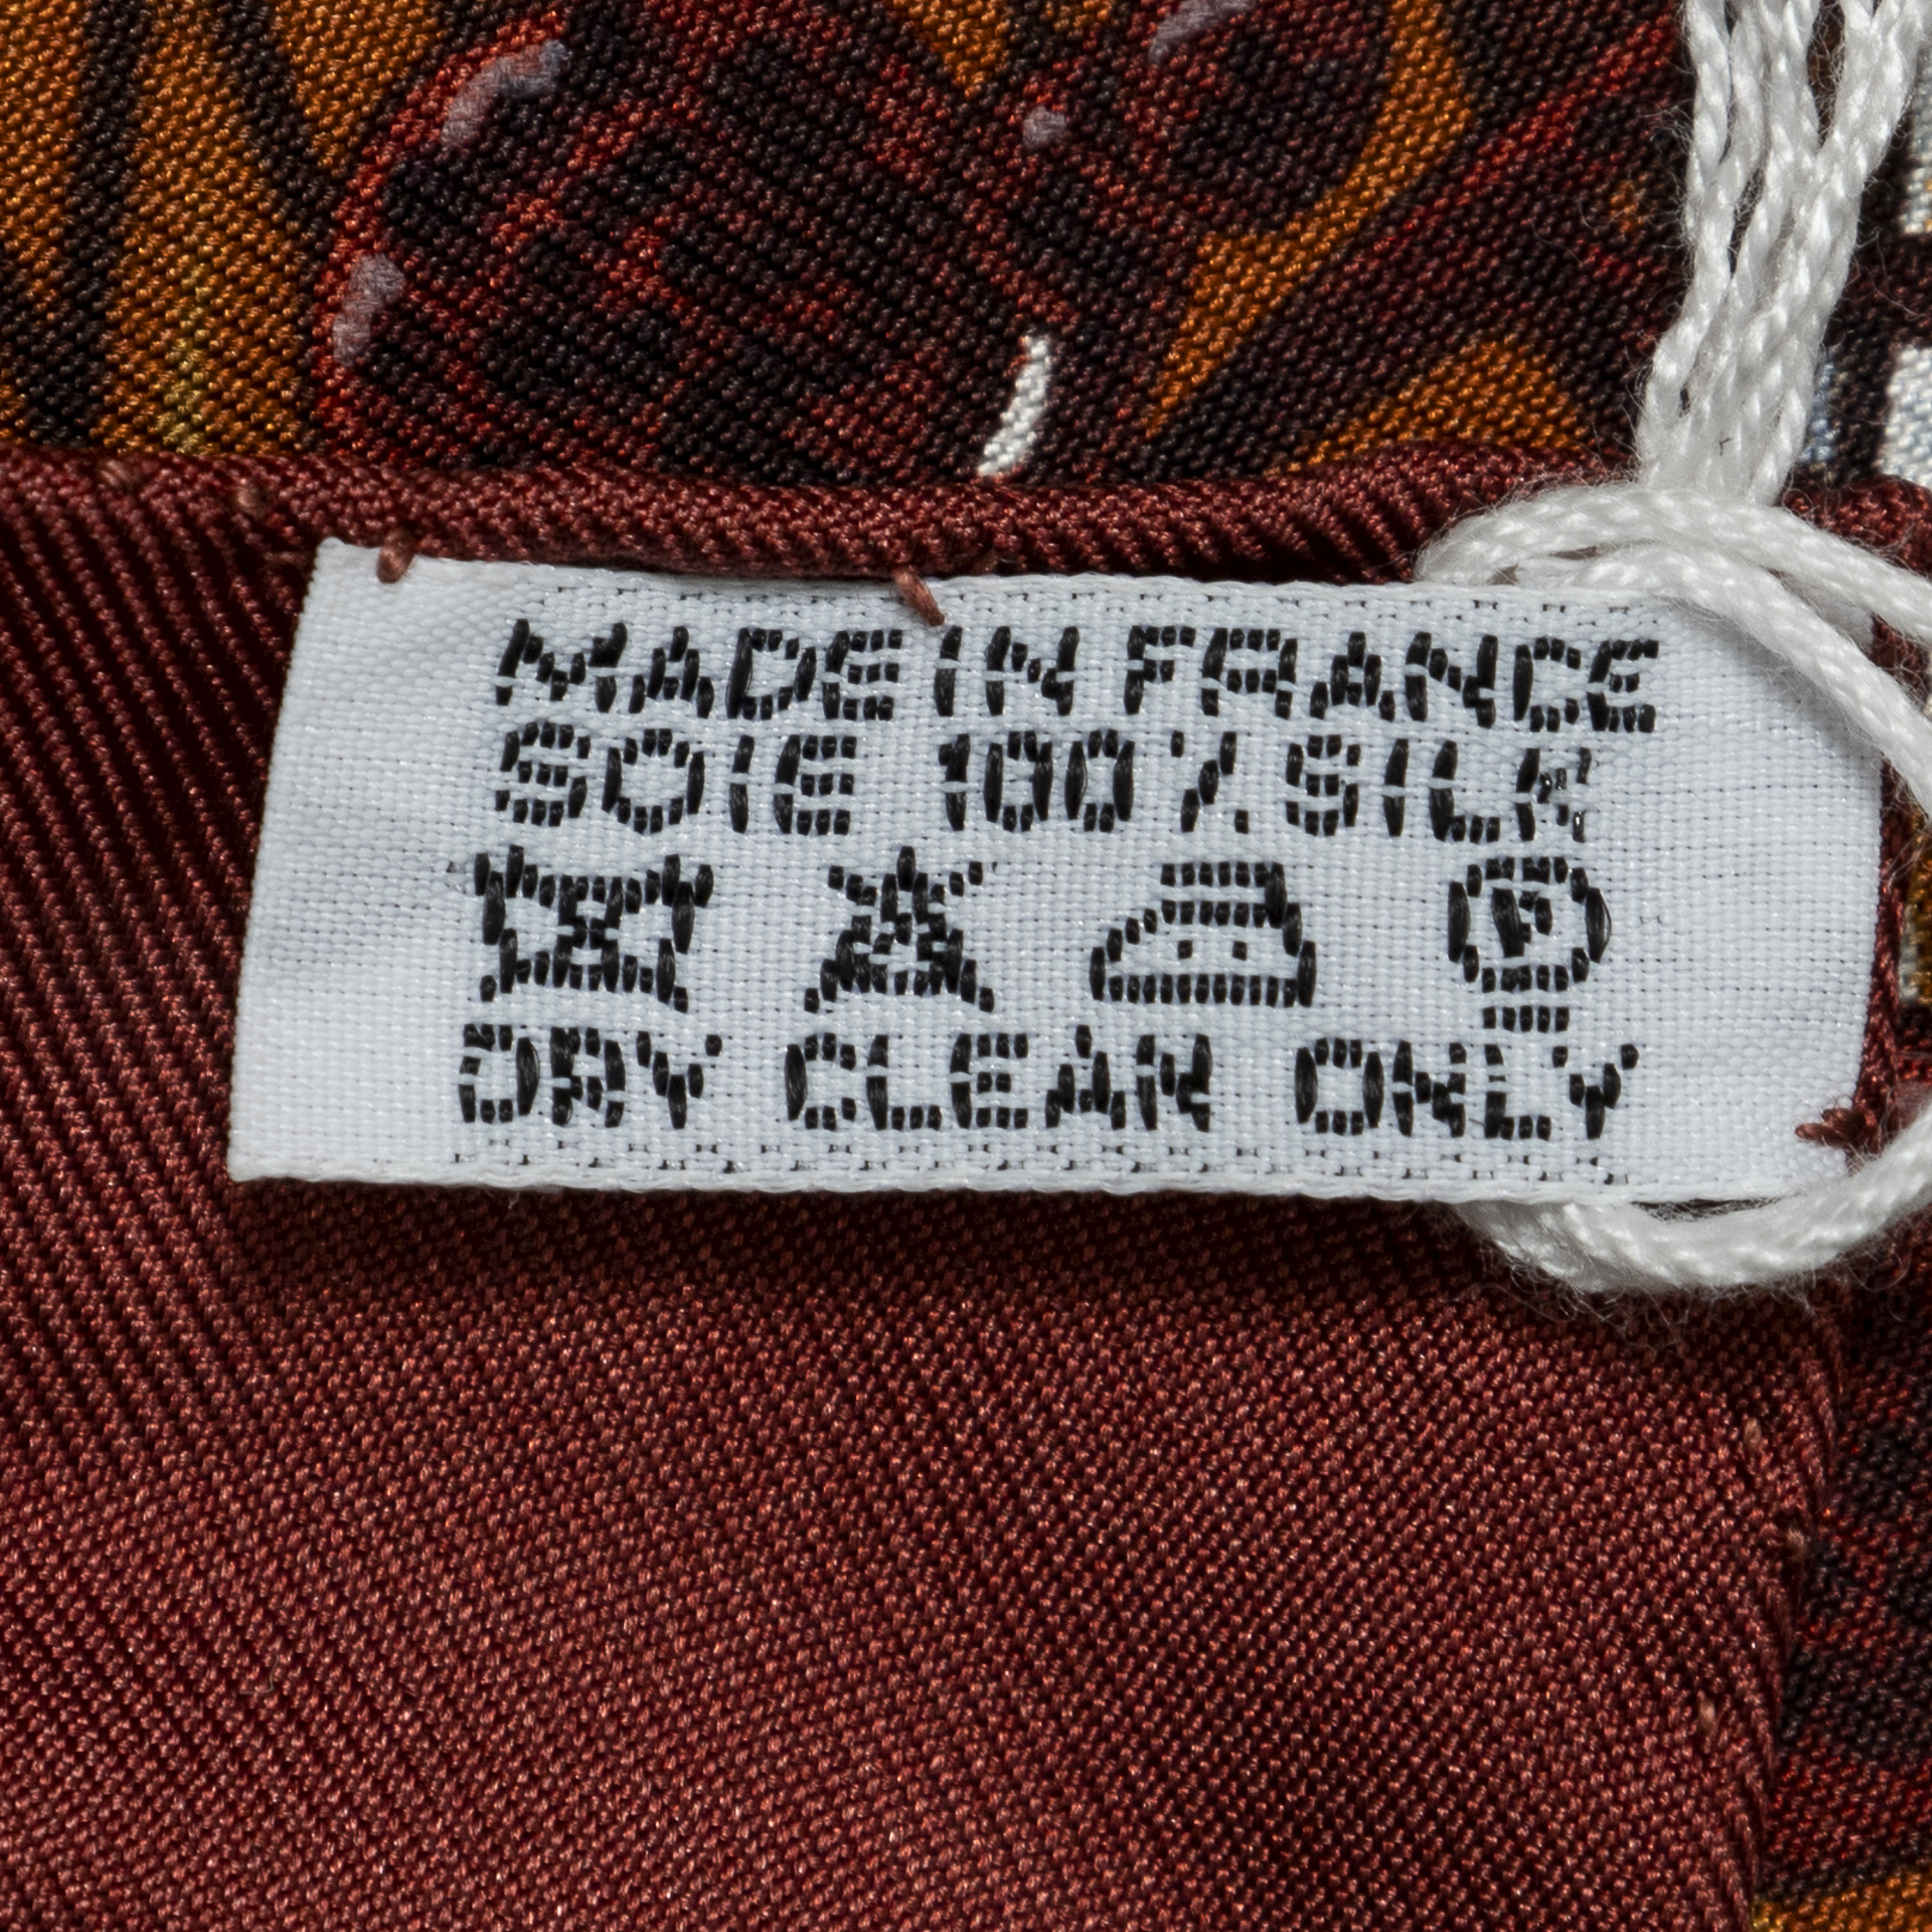 MADE IN FRANCE
SOIE 100% SILK
P
DRY CLEAN ONLY